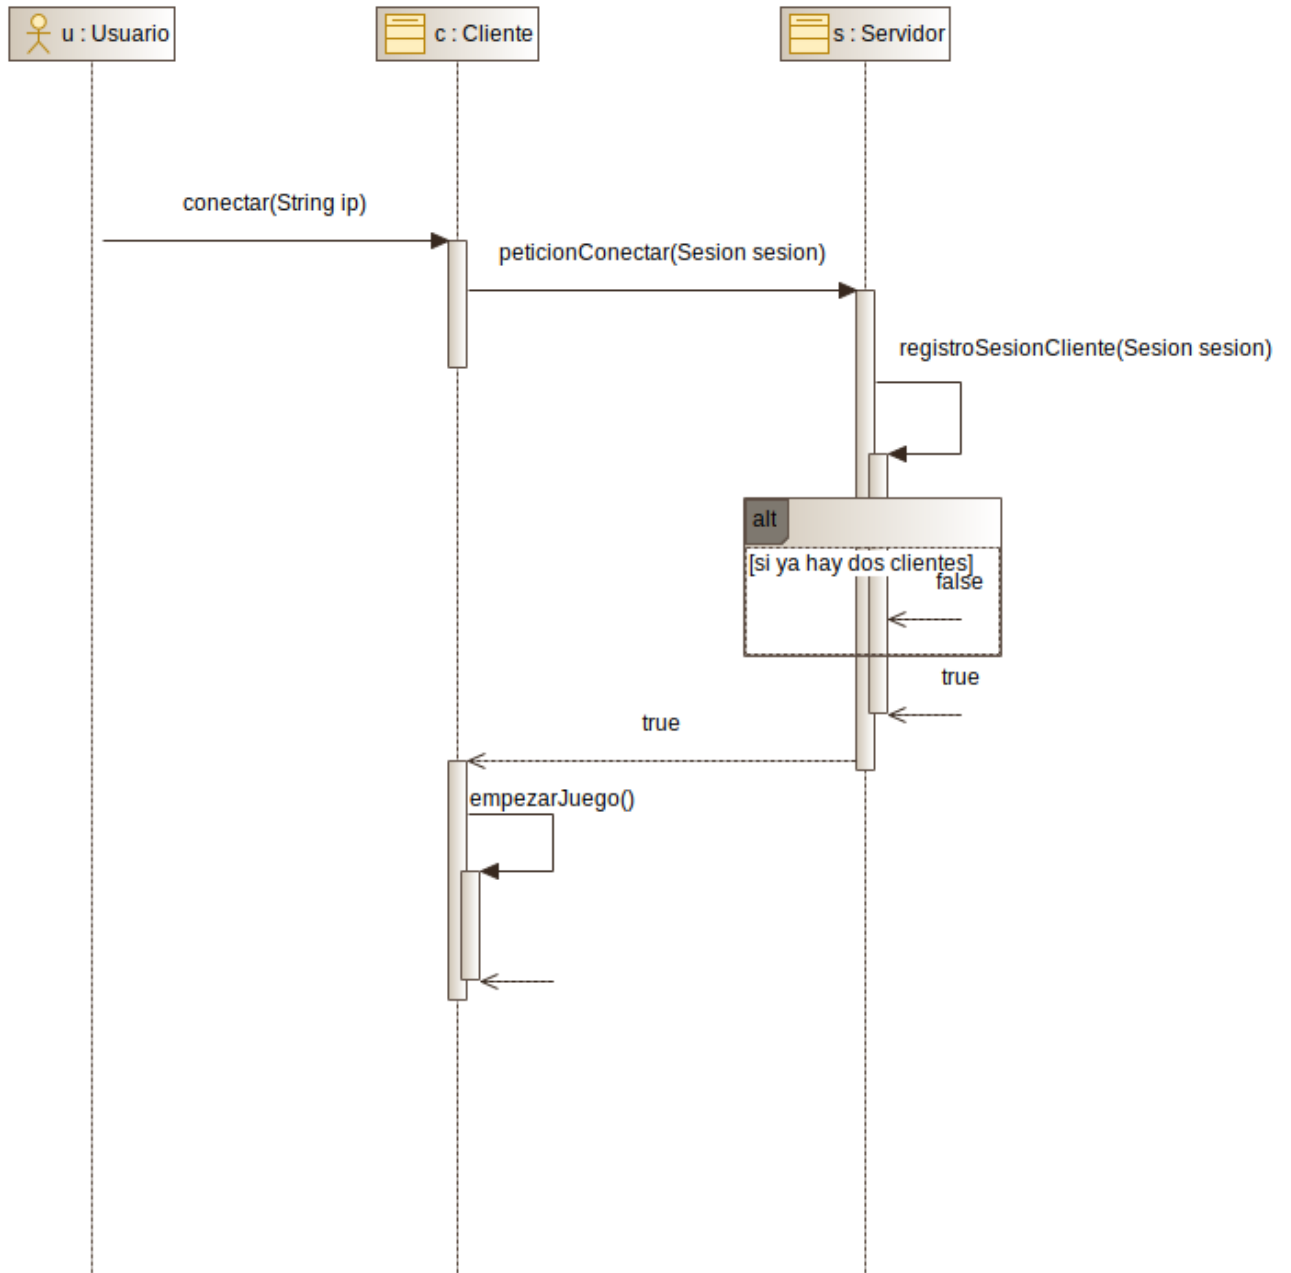 u : Usuario
c : Cliente
s : Servidor
conectar(String ip)
peticionConectar(Sesion sesion)
registroSesionCliente(Sesion sesion)
alt
[si ya hay dos clientes]
false
true
true
empezarJuego()